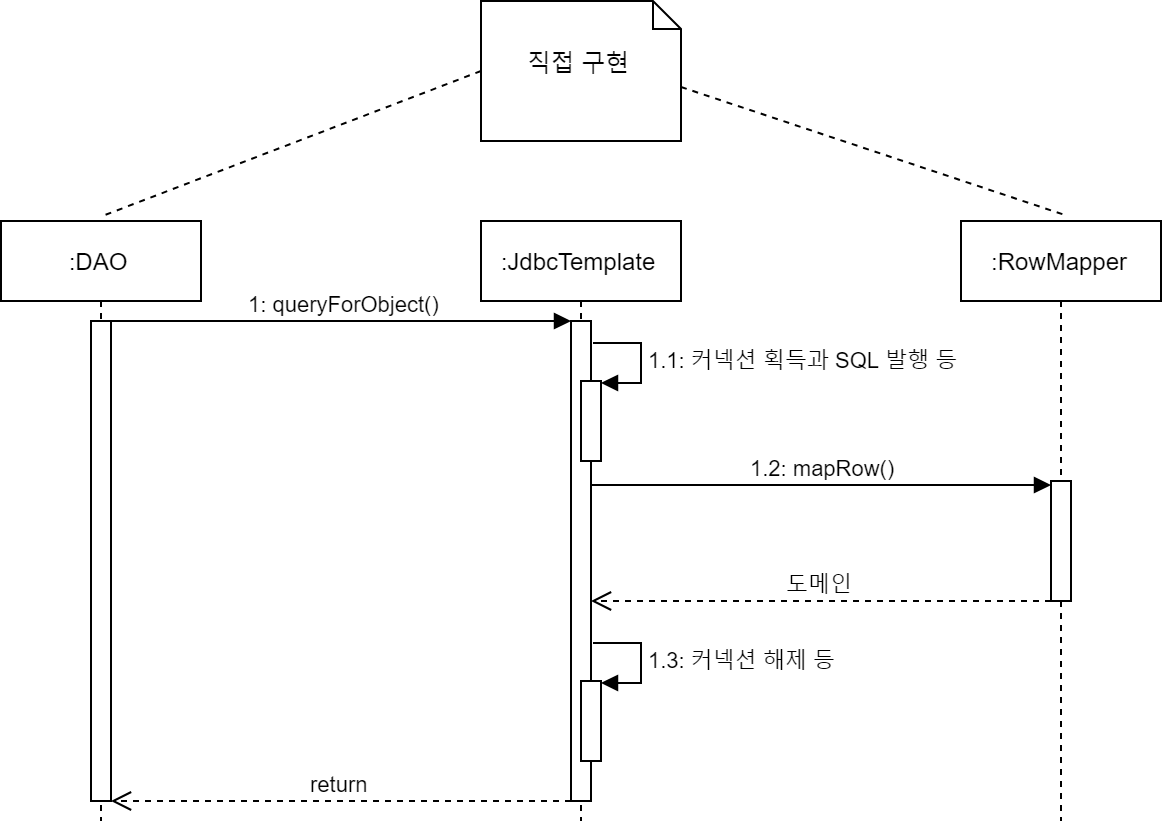 직접 구현
:DAO
:JdbcTemplate
:RowMapper
1: queryForObject()
1.1: 커넥션 획득과 SQL 발행 등
1.2: mapRow()
도메인
1.3: 커넥션 해제 등
return